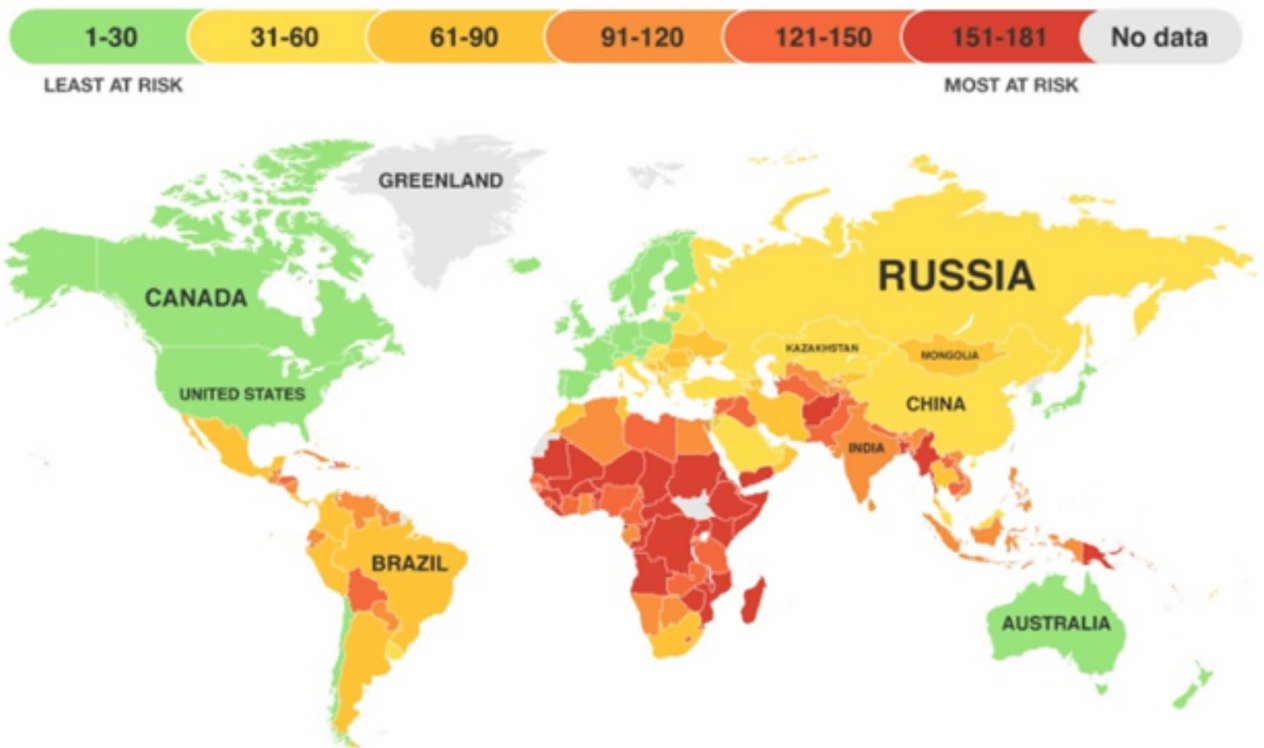 1-30 31-60 61-90 91-120 121-150 151-181 No data
LEAST AT RISK MOST AT RISK
GREENLAND
RUSSIA
CANADA
KAZAKHSTAN
MONGOLIA
UNITED STATES
CHINA
INDIA
BRAZIL
AUSTRALIA